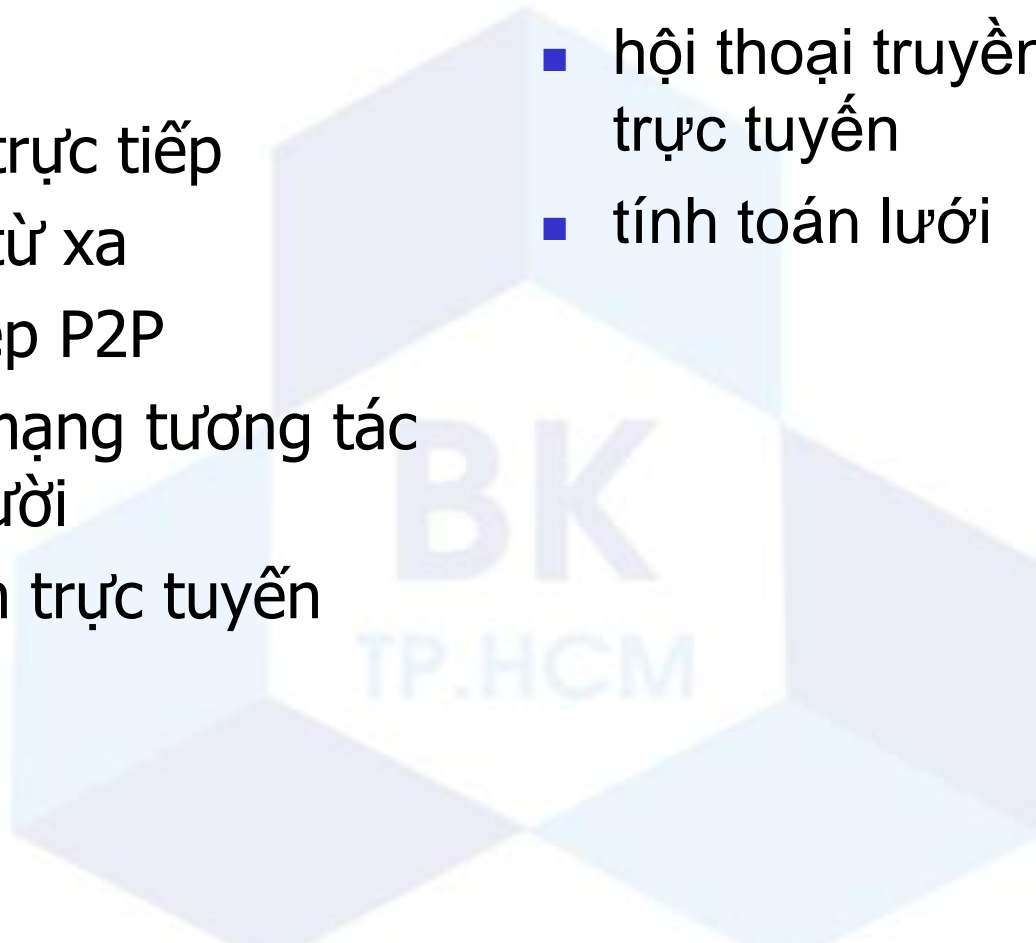 trực tiếp
từ xa
P2P
mạng tương tác
trực tuyến
hội thoại
trực tuyến
tính toán lưới
BK
TP.HCM